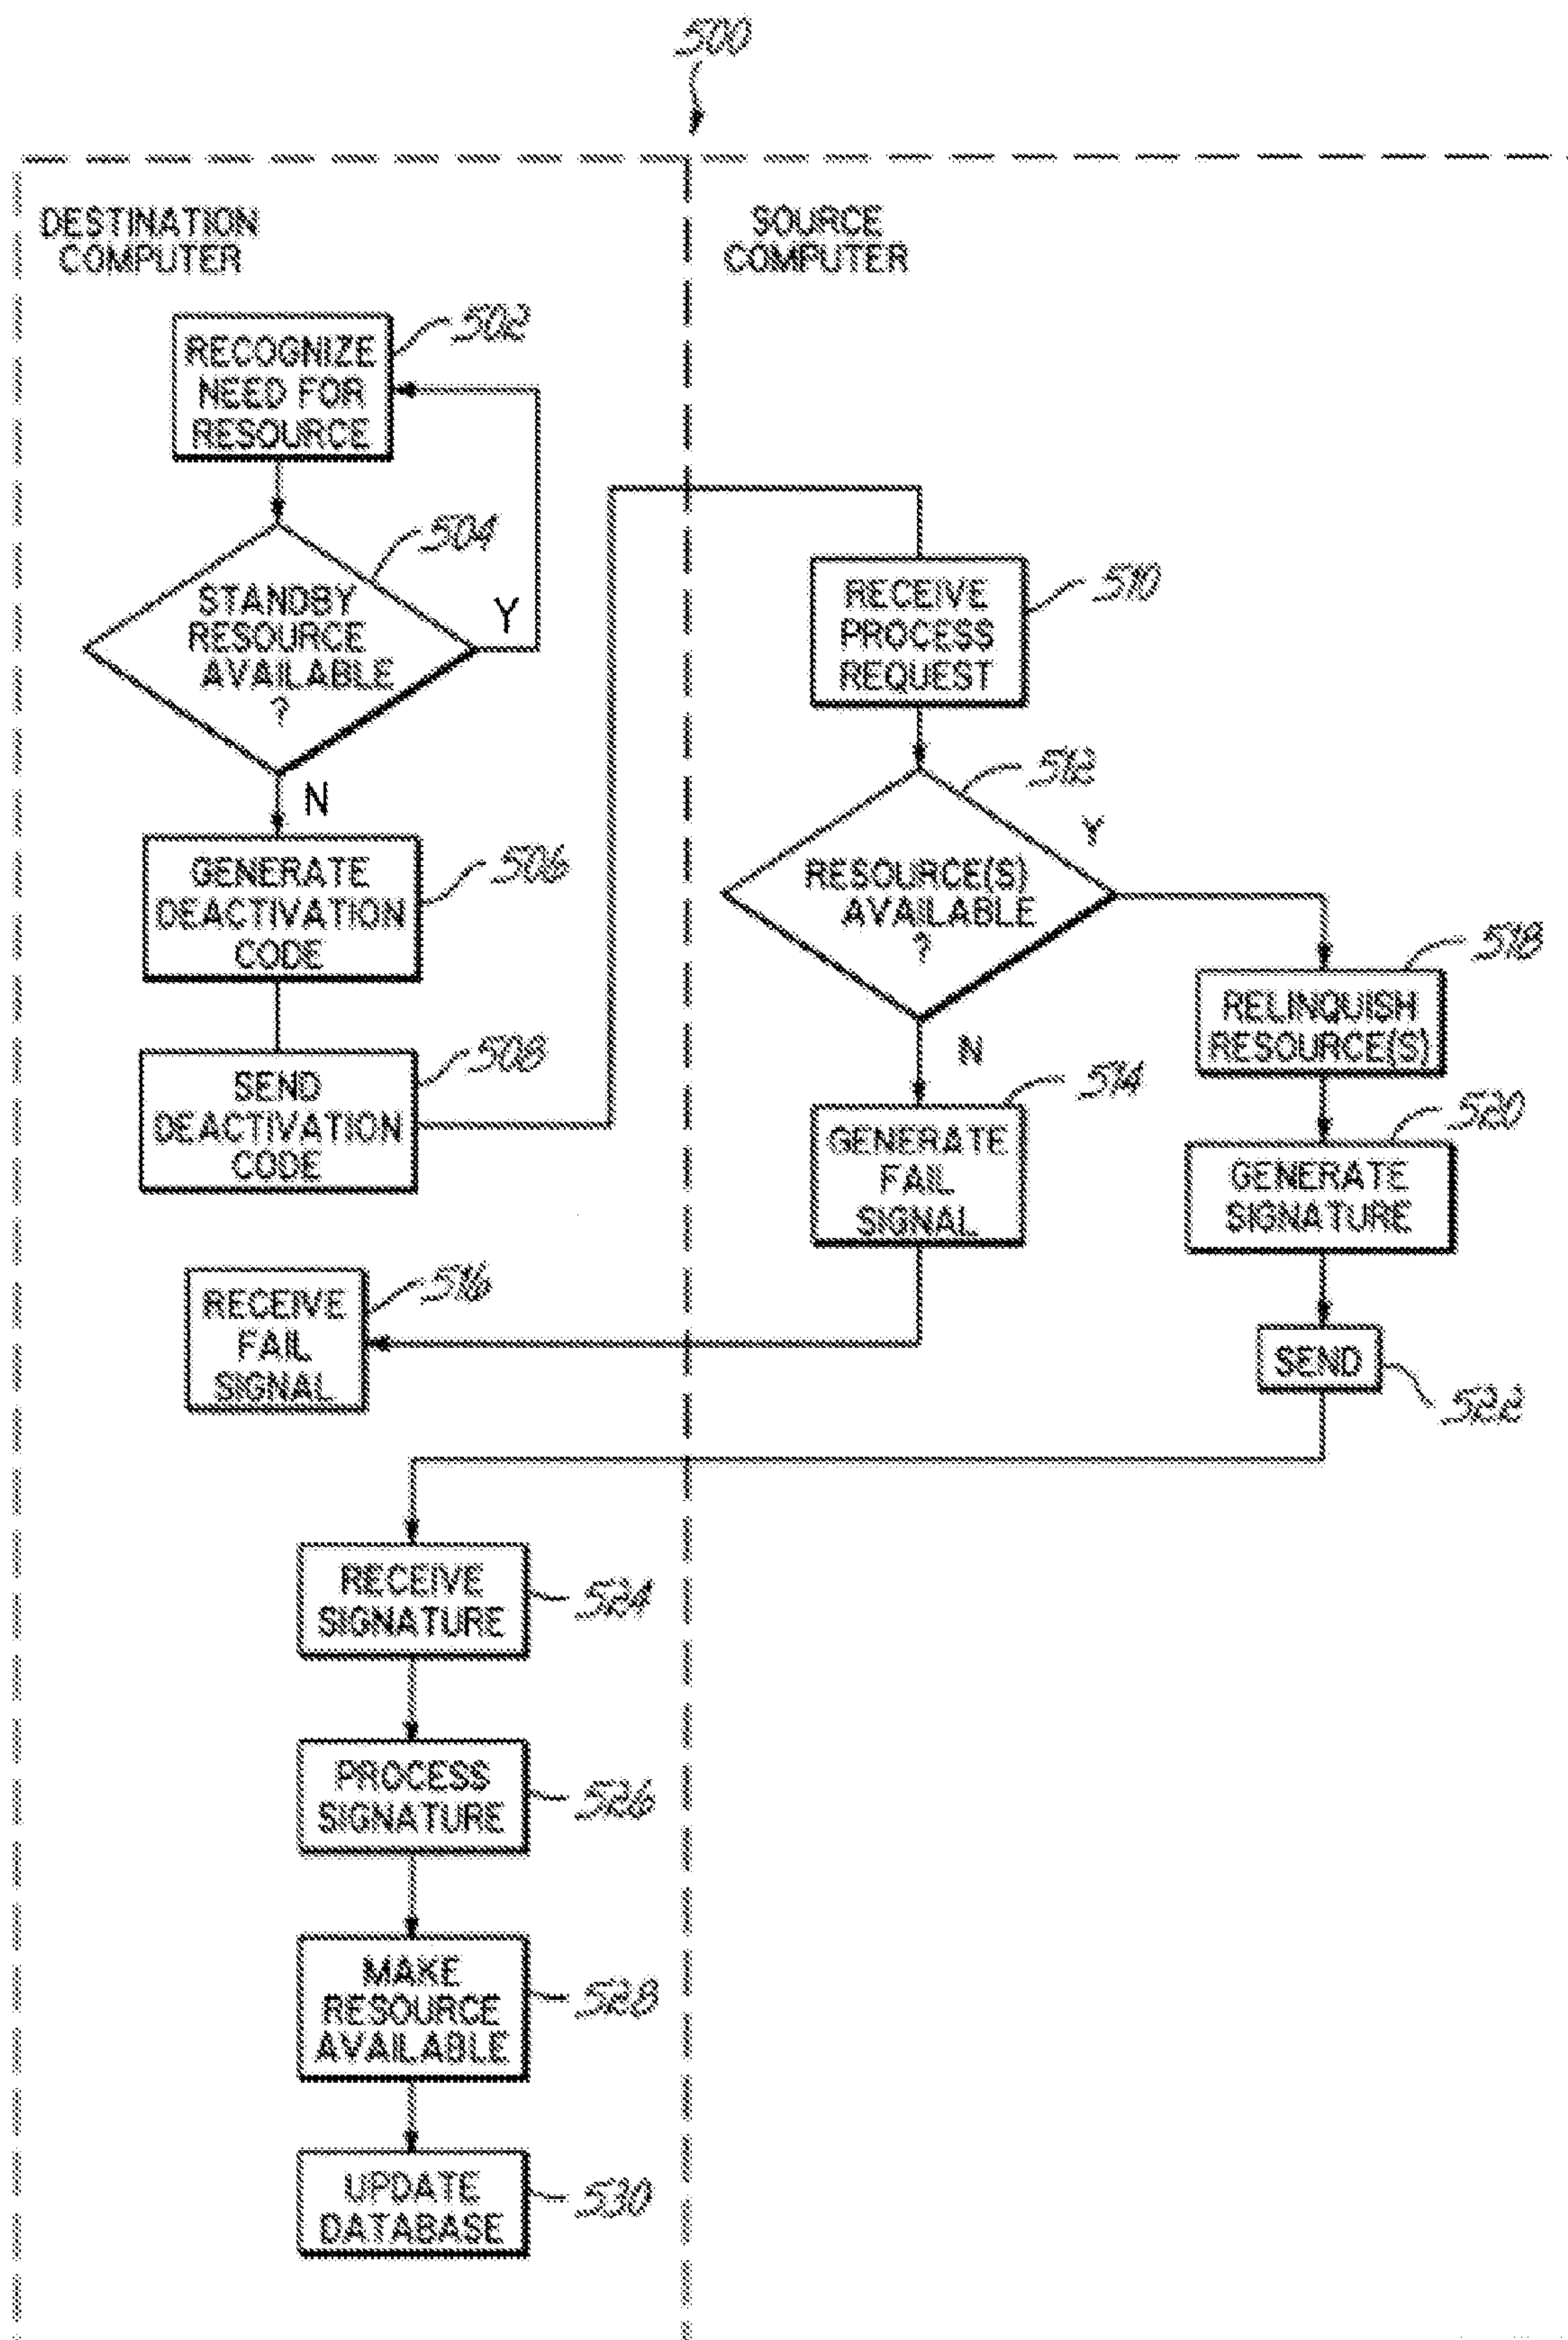 500
DESTINATION
COMPUTER
SOURCE
COMPUTER
RECOGNIZE
NEED FOR
RESOURCE
502
STANDBY
RESOURCE
AVAILABLE
?
504
Y
N
GENERATE
DEACTIVATION
CODE
506
SEND
DEACTIVATION
CODE
508
RECEIVE
PROCESS
REQUEST
510
RESOURCE(S)
AVAILABLE
?
512
Y
N
GENERATE
FAIL
SIGNAL
514
RECEIVE
FAIL
SIGNAL
516
RELINQUISH
RESOURCE(S)
518
GENERATE
SIGNATURE
520
SEND
522
RECEIVE
SIGNATURE
524
PROCESS
SIGNATURE
526
MAKE
RESOURCE
AVAILABLE
528
UPDATE
DATABASE
530